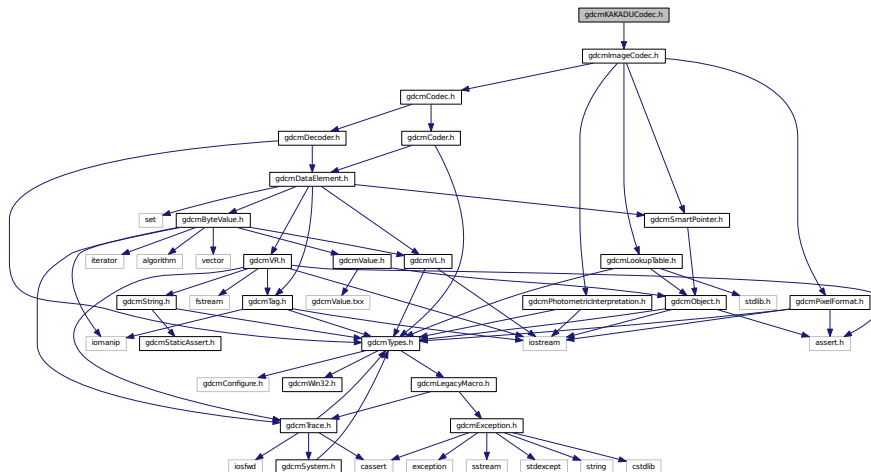 gdcmKAKADUCodec.h
gdcmImageCodec.h
gdcmCodec.h
gdcmDecoder.h
gdcmCoder.h
gdcmDataElement.h
set
gdcmByteValue.h
gdcmSmartPointer.h
iterator
algorithm
vector
gdcmVR.h
gdcmValue.h
gdcmVL.h
gdcmLookupTable.h
gdcmString.h
fstream
gdcmTag.h
gdcmValue.txx
gdcmPhotometricInterpretation.h
gdcmObject.h
stdlib.h
gdcmPixelFormat.h
iomanip
gdcmStaticAssert.h
gdcmTypes.h
iostream
assert.h
gdcmConfigure.h
gdcmWin32.h
gdcmLegacyMacro.h
gdcmTrace.h
gdcmException.h
iosfwd
gdcmSystem.h
cassert
exception
sstream
stdexcept
string
cstdlib